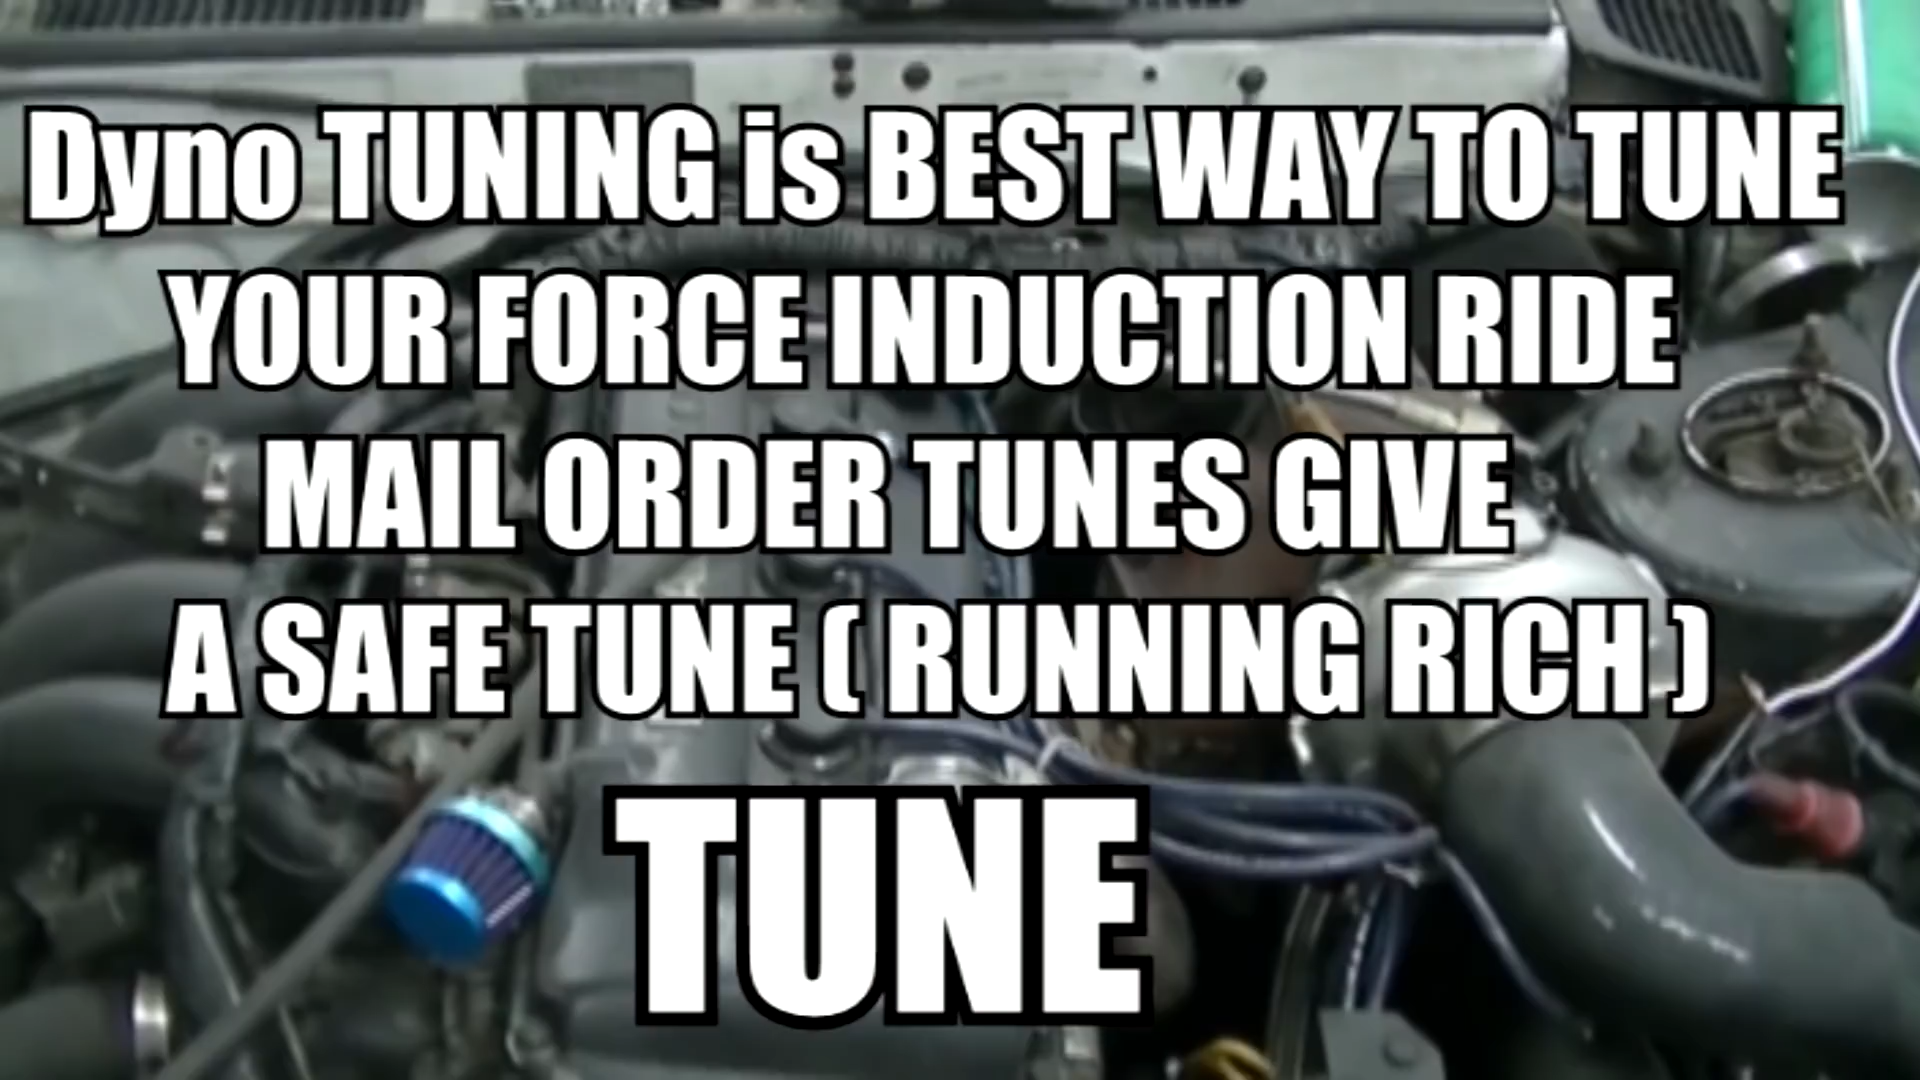 Dyno TUNING is BEST WAY TO TUNE
YOUR FORCE INDUCTION RIDE
MAIL ORDER TUNES GIVE
A SAFE TUNE ( RUNNING RICH )
TUNE